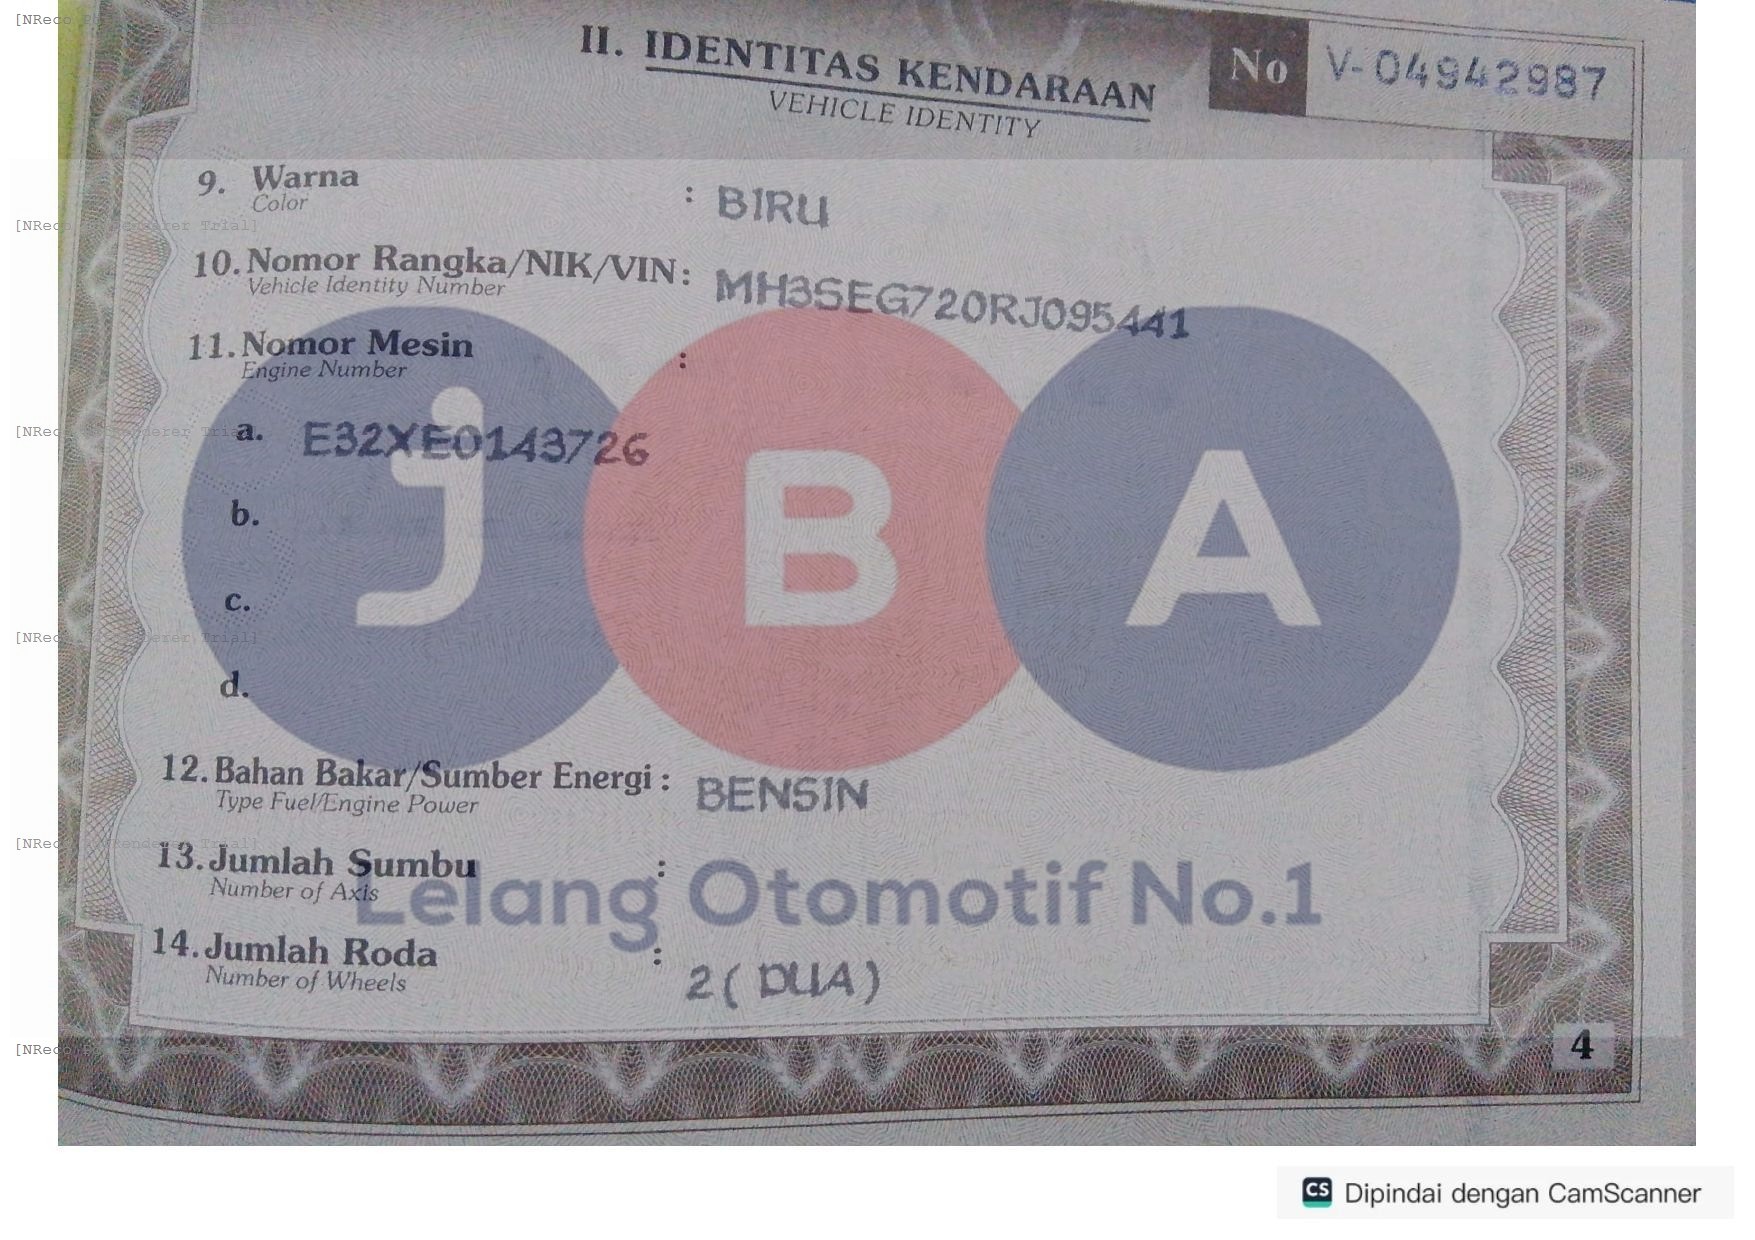 II. IDENTITAS KENDARAAN
VEHICLE IDENTITY
No V-04942987
9. Warna : BIRU
Color
10. Nomor Rangka/NIK/VIN : MH3SEG720RJ095441
Vehicle Identity Number
11. Nomor Mesin :
Engine Number
a. E32XE0143726
b.
c.
d.
J B A
12. Bahan Bakar/Sumber Energi : BENSIN
Type Fuel/Engine Power
13. Jumlah Sumbu :
Number of Axis
Lelang Otomotif No.1
14. Jumlah Roda : 2 ( DUA )
Number of Wheels
4
CS Dipindai dengan CamScanner